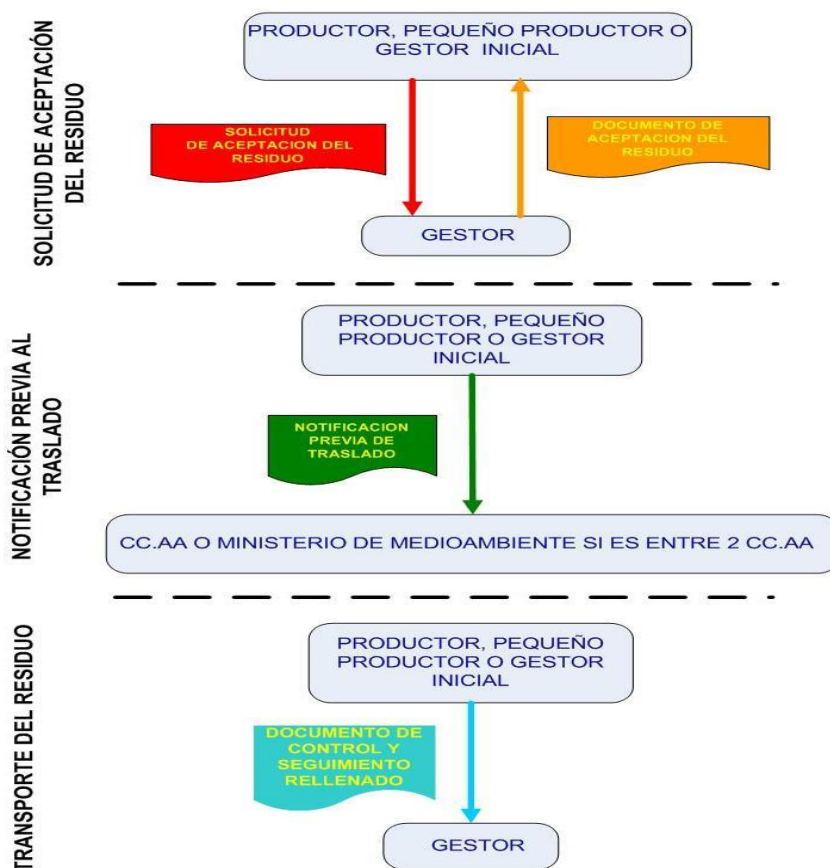 SOLICITUD DE ACEPTACIÓN
DEL RESIDUO
PRODUCTOR, PEQUEÑO PRODUCTOR O
GESTOR INICIAL
SOLICITUD
DE ACEPTACION DEL
RESIDUO
DOCUMENTO DE
ACEPTACION DEL
RESIDUO
GESTOR
NOTIFICACIÓN PREVIA AL
TRASLADO
PRODUCTOR, PEQUEÑO
PRODUCTOR O GESTOR
INICIAL
NOTIFICACION
PREVIA DE
TRASLADO
CC.AA O MINISTERIO DE MEDIOAMBIENTE SI ES ENTRE 2 CC.AA
TRANSPORTE DEL RESIDUO
PRODUCTOR, PEQUEÑO
PRODUCTOR O GESTOR
INICIAL
DOCUMENTO DE
CONTROL Y
SEGUIMIENTO
RELLENADO
GESTOR